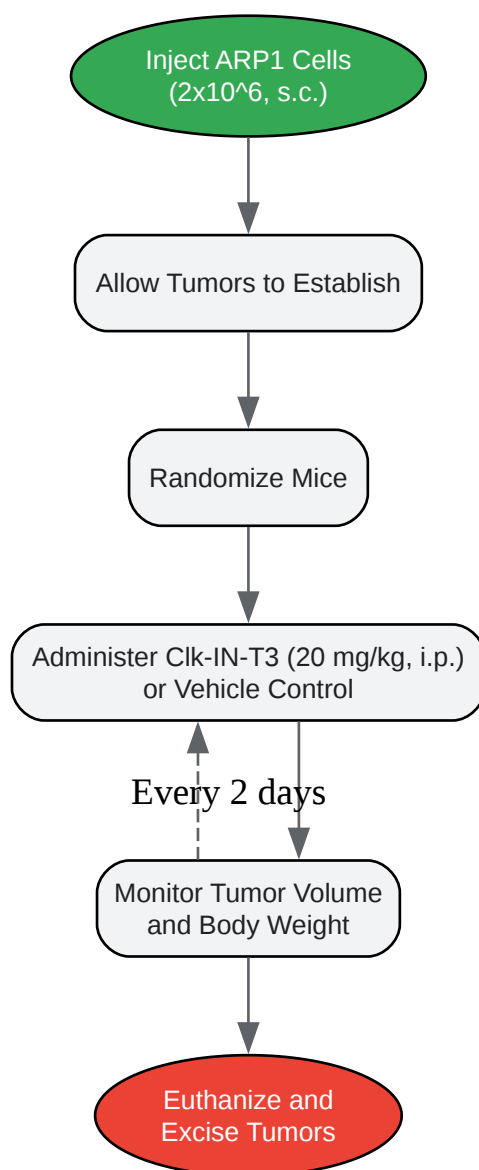 Inject ARP1 Cells
(2x10^6, s.c.)
Allow Tumors to Establish
Randomize Mice
Administer Clk-IN-T3 (20 mg/kg, i.p.)
or Vehicle Control
Every 2 days
Monitor Tumor Volume
and Body Weight
Euthanize and
Excise Tumors